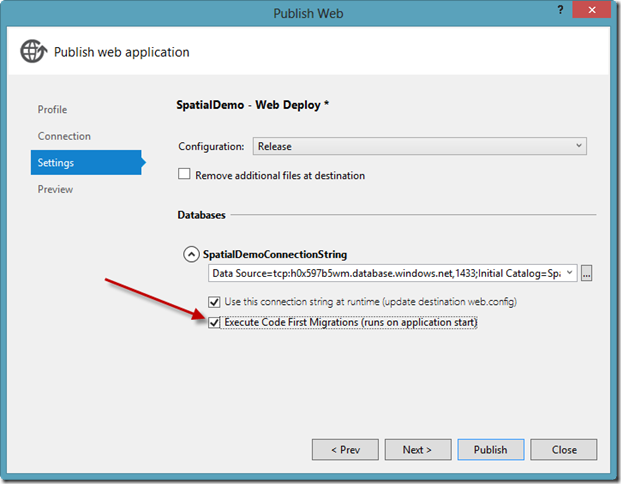 Publish Web
?
Publish web application
Profile
Connection
Settings
Preview
SpatialDemo - Web Deploy *
Configuration: Release
Remove additional files at destination
Databases
SpatialDemoConnectionString
Data Source=tcp:h0x597b5wm.database.windows.net,1433;Initial Catalog=Spa
...
Use this connection string at runtime (update destination web.config)
Execute Code First Migrations (runs on application start)
< Prev Next > Publish Close